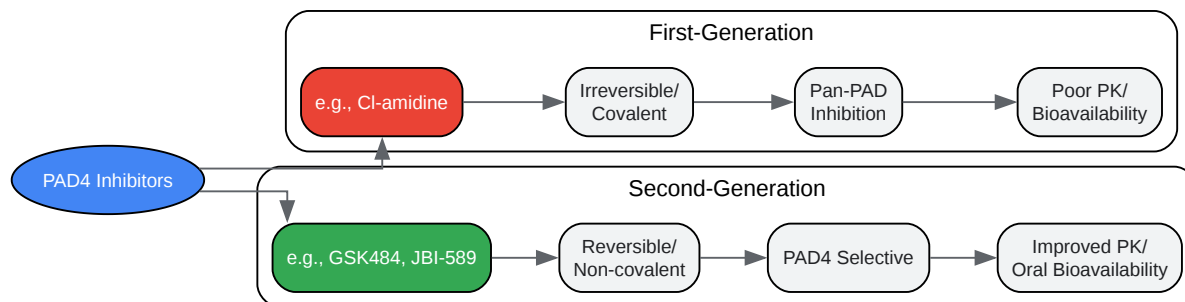 First-Generation
e.g., Cl-amidine
Irreversible/
Covalent
Pan-PAD
Inhibition
Poor PK/
Bioavailability
PAD4 Inhibitors
Second-Generation
e.g., GSK484, JBI-589
Reversible/
Non-covalent
PAD4 Selective
Improved PK/
Oral Bioavailability